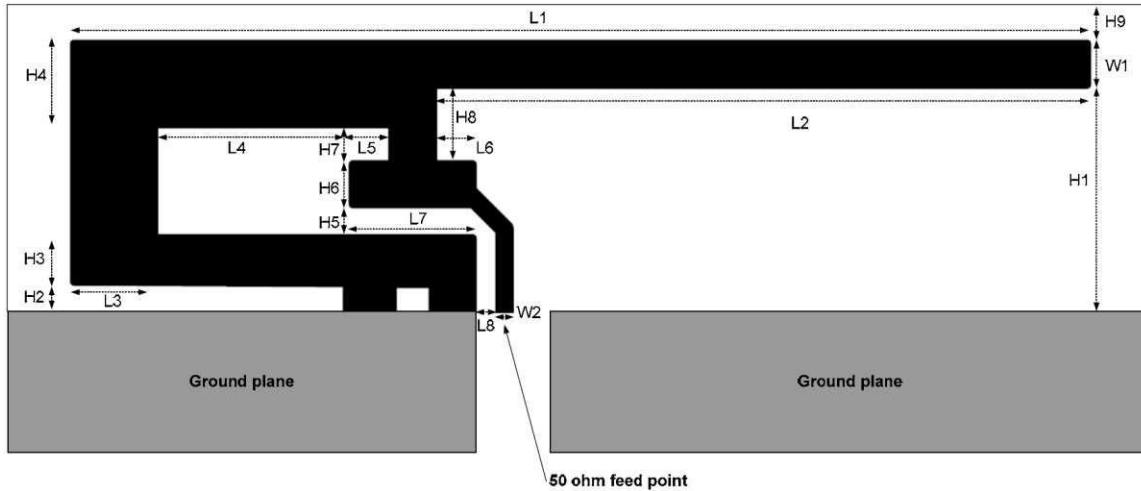 L1
H9
H4
W1
H8
L2
L4
H7
L5
L6
H6
H1
H5
L7
H3
H2
L3
L8
W2
Ground plane
Ground plane
50 ohm feed point